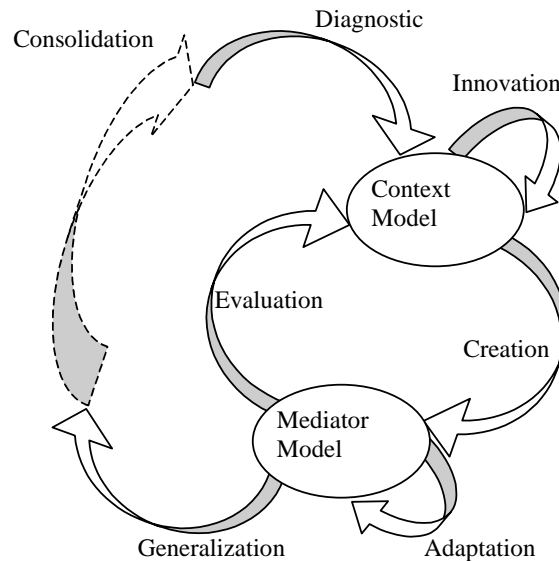 Diagnostic
Consolidation
Innovation
Context
Model
Evaluation
Creation
Mediator
Model
Generalization
Adaptation